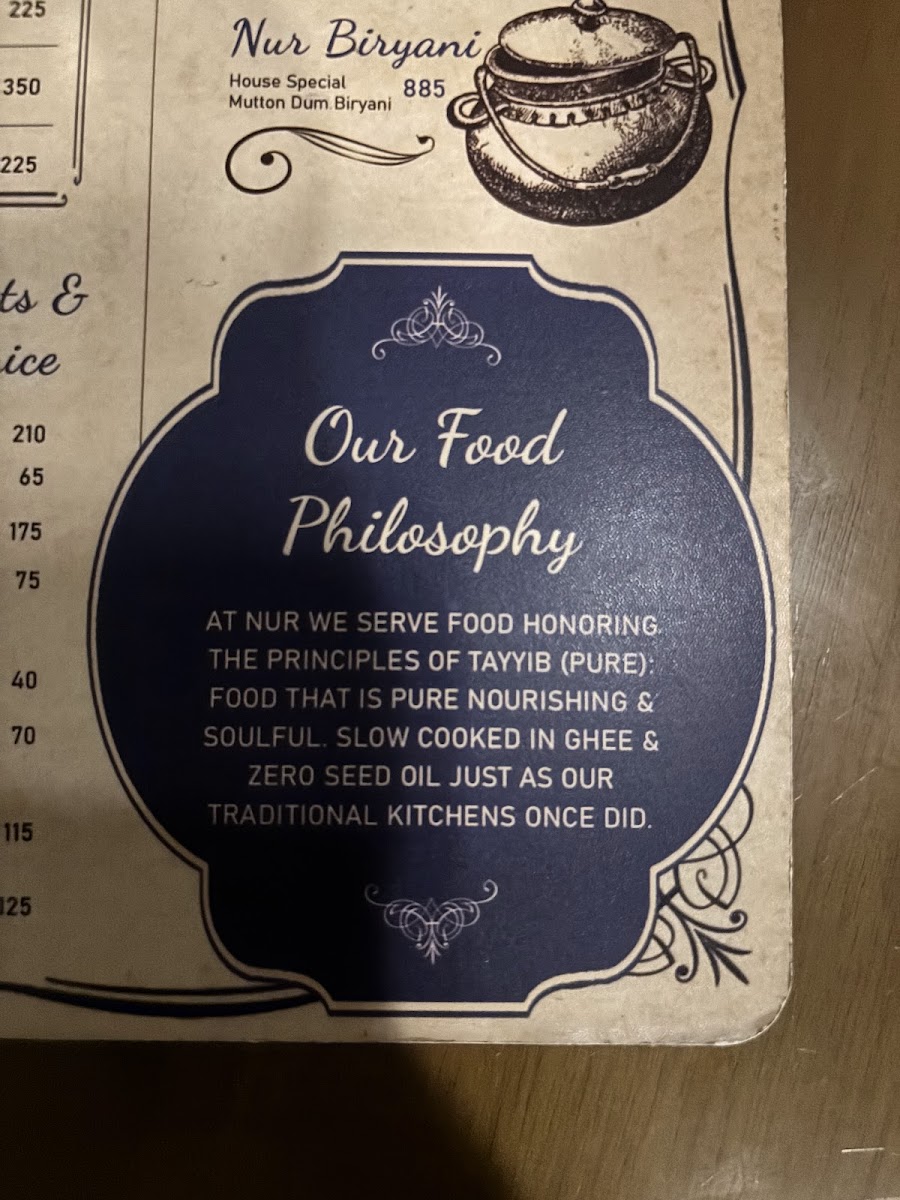 225
350
225
ts &
ice
210
65
175
75
40
70
115
125
Nur Biryani
House Special
Mutton Dum Biryani 885
Our Food
Philosophy
AT NUR WE SERVE FOOD HONORING
THE PRINCIPLES OF TAYYIB (PURE):
FOOD THAT IS PURE NOURISHING &
SOULFUL. SLOW COOKED IN GHEE &
ZERO SEED OIL JUST AS OUR
TRADITIONAL KITCHENS ONCE DID.